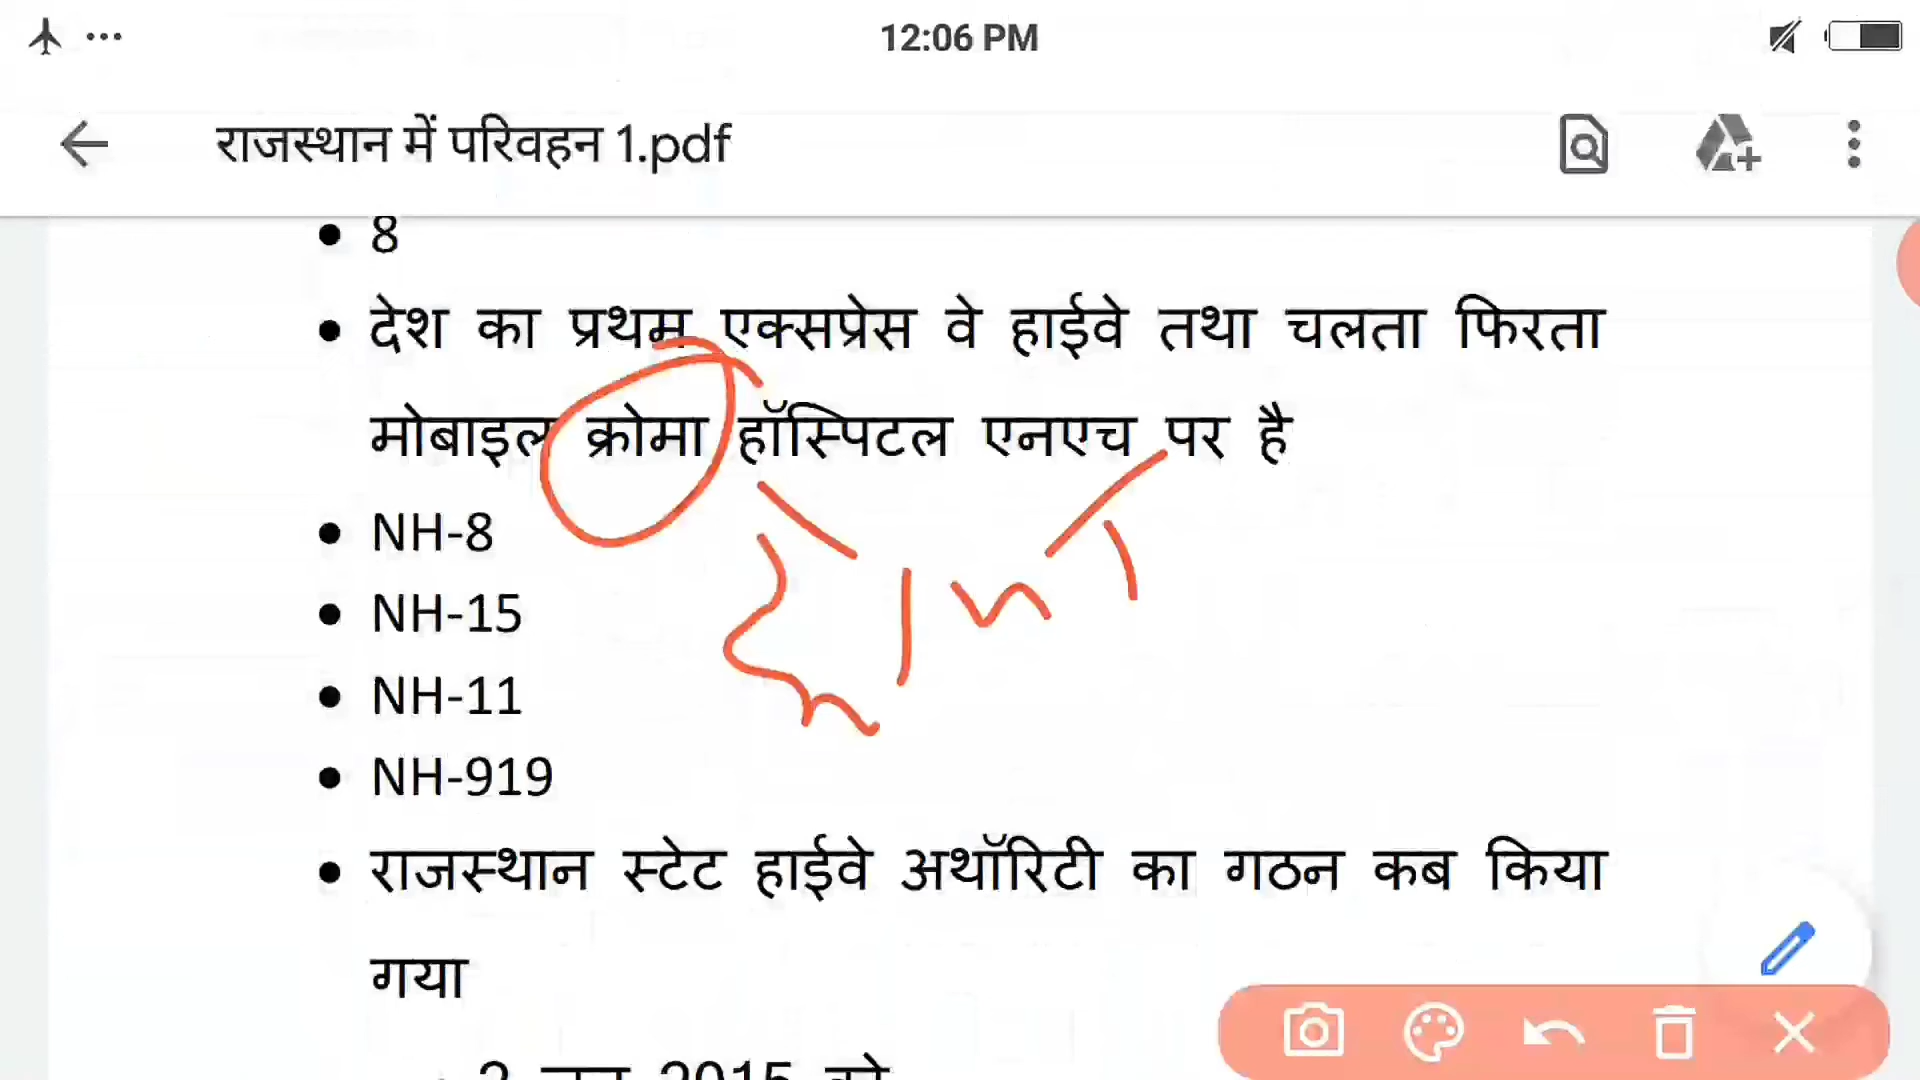 12:06 PM
राजस्थान में परिवहन 1.pdf
• 8
• देश का प्रथम एक्सप्रेस वे हाईवे तथा चलता फिरता
मोबाइल क्रोमा हॉस्पिटल एनएच पर है
• NH-8
• NH-15
• NH-11
• NH-919
• राजस्थान स्टेट हाईवे अथॉरिटी का गठन कब किया
गया
2015 को